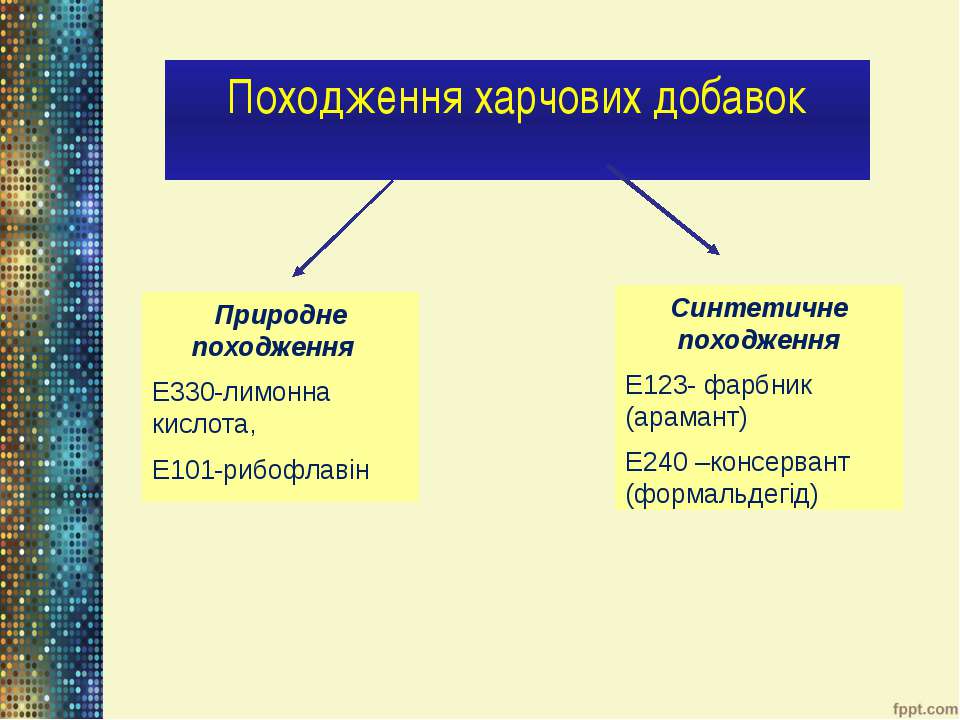 Походження харчових добавок
Природне
походження
Е330-лимонна
кислота,
Е101-рибофлавін
Синтетичне
походження
Е123- фарбник
(арамант)
Е240 –консервант
(формальдегід)
fppt.com